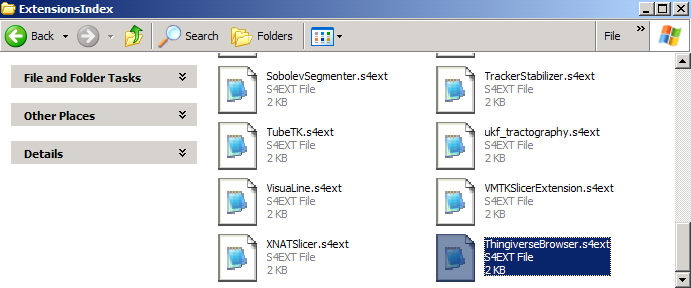 ExtensionsIndex
Back
Search
Folders
File
»
File and Folder Tasks
Other Places
Details
SobolevSegmenter.s4ext
S4EXT File
2 KB
TrackerStabilizer.s4ext
S4EXT File
2 KB
TubeTK.s4ext
S4EXT File
2 KB
ukf_tractography.s4ext
S4EXT File
2 KB
VisuaLine.s4ext
S4EXT File
2 KB
VMTKSlicerExtension.s4ext
S4EXT File
2 KB
XNATSlicer.s4ext
S4EXT File
2 KB
ThingiverseBrowser.s4ext
S4EXT File
2 KB